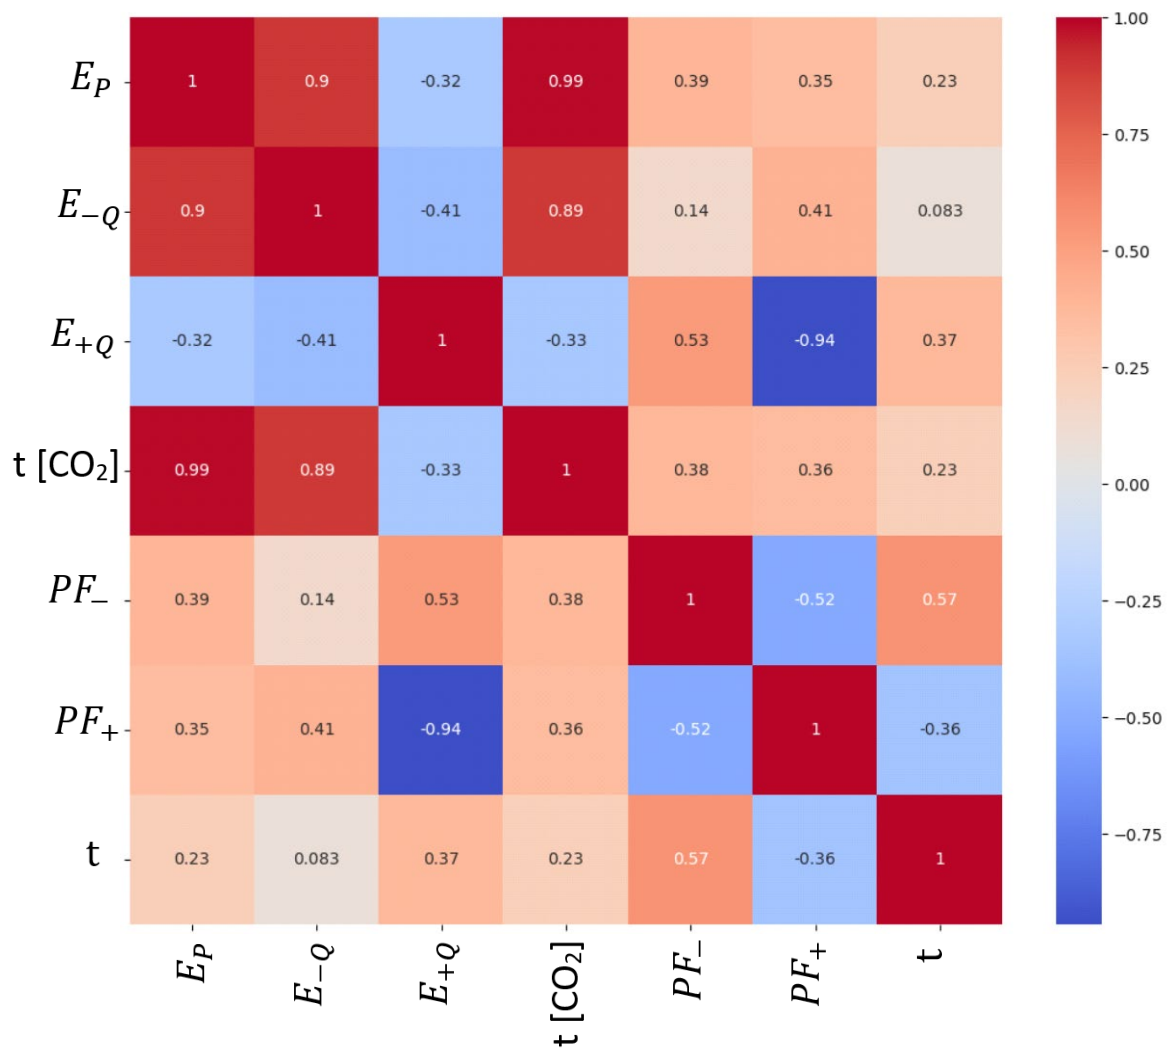 1.00
E_P 1 0.9 -0.32 0.99 0.39 0.35 0.23
0.75
E_{-Q} 0.9 1 -0.41 0.89 0.14 0.41 0.083
0.50
E_{+Q} -0.32 -0.41 1 -0.33 0.53 -0.94 0.37
0.25
t [CO₂] 0.99 0.89 -0.33 1 0.38 0.36 0.23
0.00
PF₋ 0.39 0.14 0.53 0.38 1 -0.52 0.57
−0.25
PF₊ 0.35 0.41 -0.94 0.36 -0.52 1 -0.36
−0.50
t 0.23 0.083 0.37 0.23 0.57 -0.36 1
−0.75
E_P E_{-Q} E_{+Q} t [CO₂] PF₋ PF₊ t